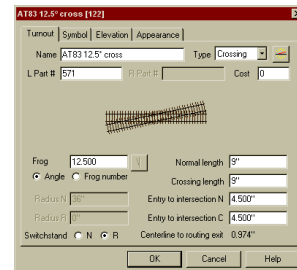 AT83 12.5° cross [122]
Turnout Symbol Elevation Appearance
Name AT83 12.5° cross Type Crossing
L Part # 571 R Part # Cost 0
Frog 12.500 Normal length 9"
Angle Frog number Crossing length 9"
Radius N 36" Entry to intersection N 4.500"
Radius R 0" Entry to intersection C 4.500"
Switchstand N R Centerline to routing exit 0.974"
OK Cancel Help